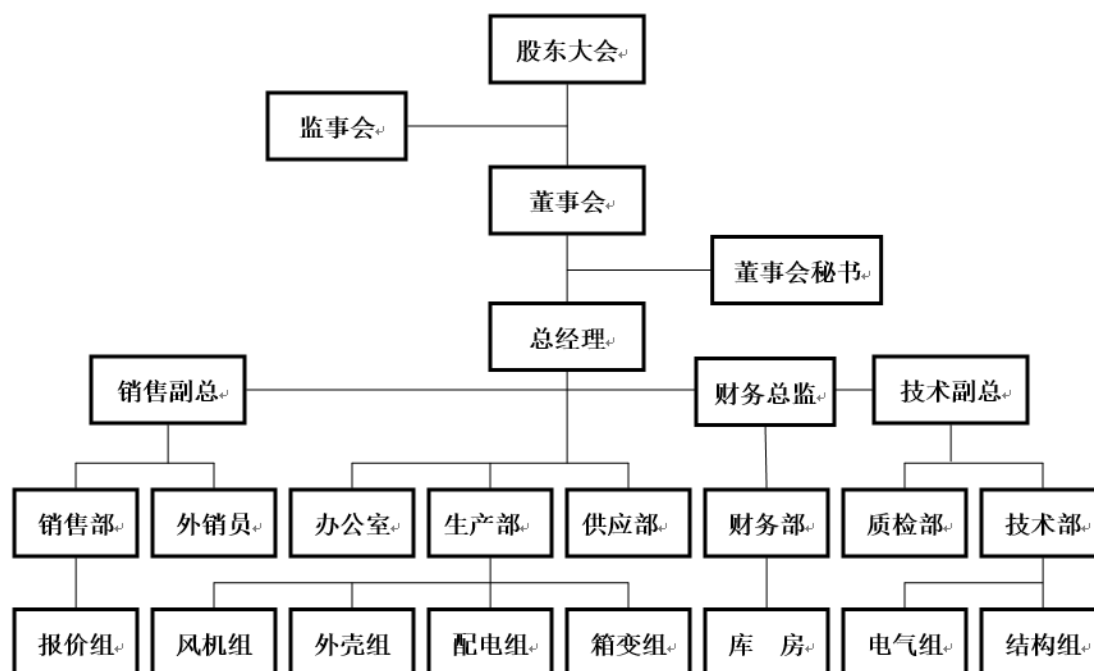 股东大会
监事会
董事会
董事会秘书
总经理
销售副总
财务总监
技术副总
销售部
外销员
办公室
生产部
供应部
财务部
质检部
技术部
报价组
风机组
外壳组
配电组
箱变组
库 房
电气组
结构组